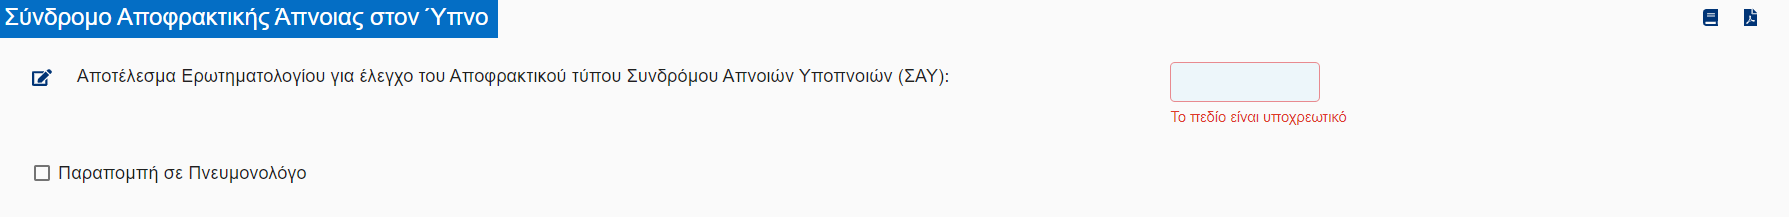 Σύνδρομο Αποφρακτικής Άπνοιας στον Ύπνο
Αποτέλεσμα Ερωτηματολογίου για έλεγχο του Αποφρακτικού τύπου Συνδρόμου Απνοιών Υποπνοιών (ΣΑΥ):
Το πεδίο είναι υποχρεωτικό
Παραπομπή σε Πνευμονολόγο